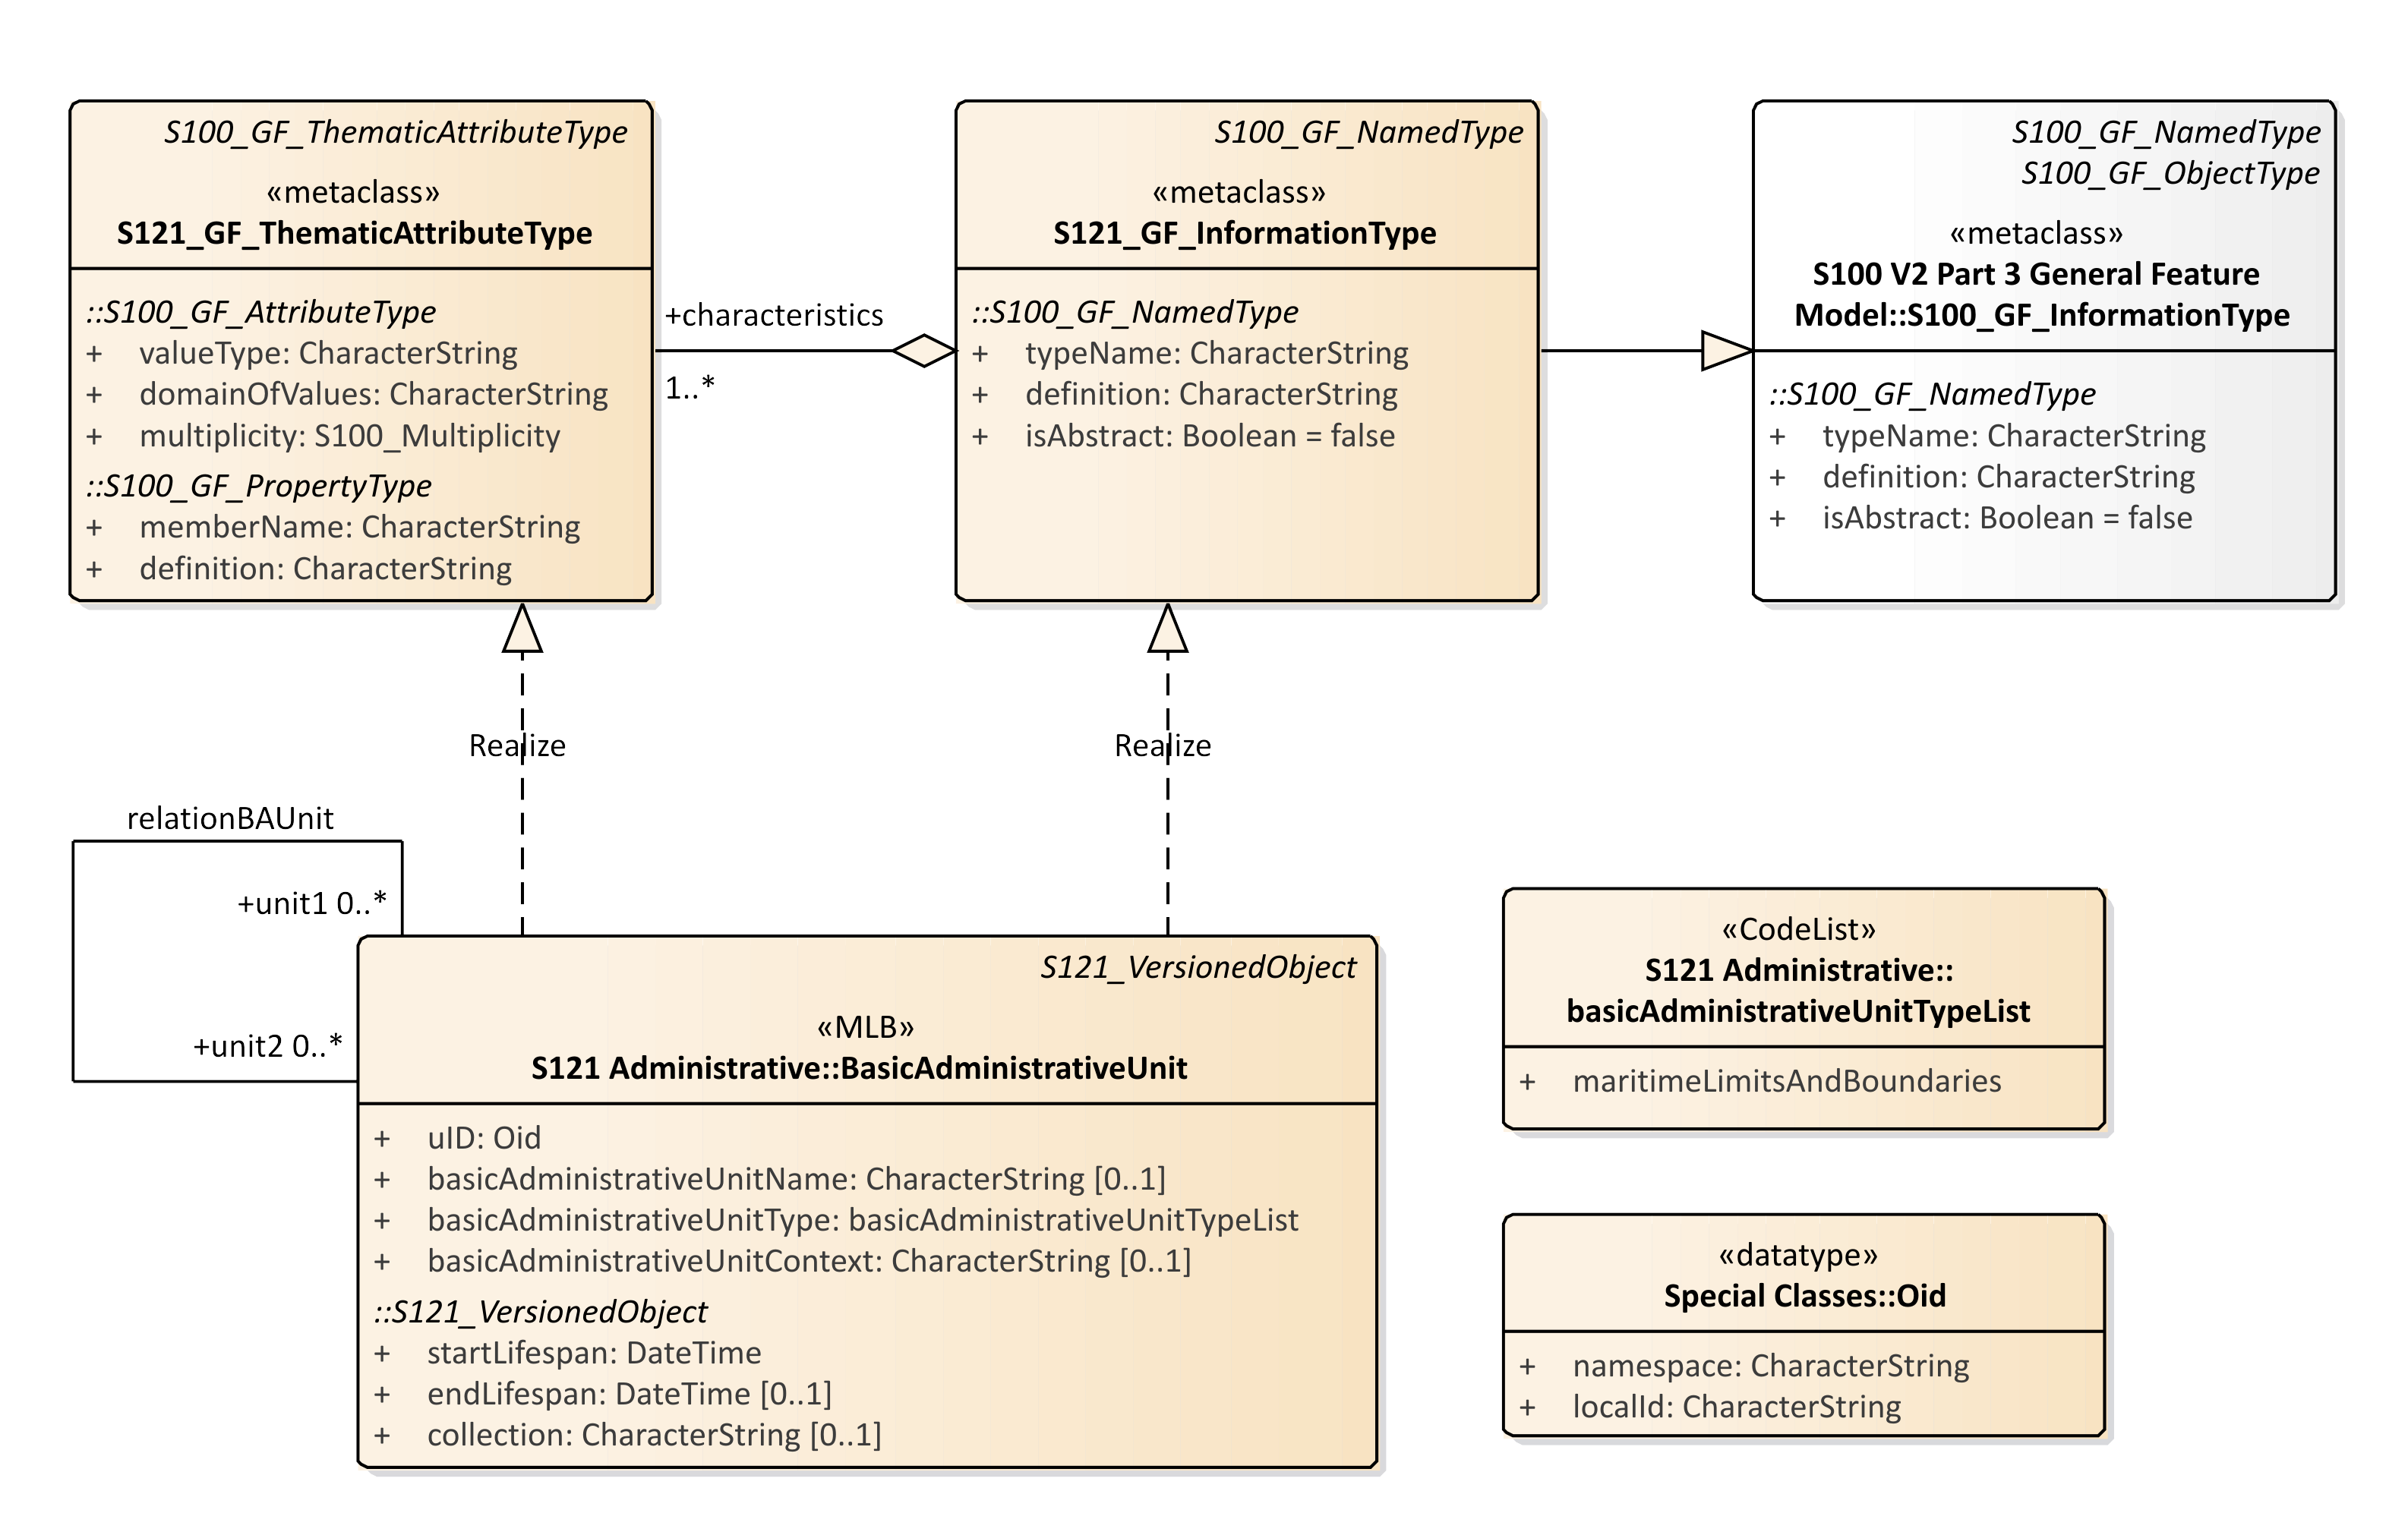 S100_GF_ThematicAttributeType
«metaclass»
S121_GF_ThematicAttributeType
::S100_GF_AttributeType
+ valueType: CharacterString
+ domainOfValues: CharacterString
+ multiplicity: S100_Multiplicity
::S100_GF_PropertyType
+ memberName: CharacterString
+ definition: CharacterString
+characteristics
1..*
S100_GF_NamedType
«metaclass»
S121_GF_InformationType
::S100_GF_NamedType
+ typeName: CharacterString
+ definition: CharacterString
+ isAbstract: Boolean = false
S100_GF_NamedType
S100_GF_ObjectType
«metaclass»
S100 V2 Part 3 General Feature
Model::S100_GF_InformationType
::S100_GF_NamedType
+ typeName: CharacterString
+ definition: CharacterString
+ isAbstract: Boolean = false
Realize
Realize
relationBAUnit
+unit1 0..*
+unit2 0..*
S121_VersionedObject
«MLB»
S121 Administrative::BasicAdministrativeUnit
+ uID: Oid
+ basicAdministrativeUnitName: CharacterString [0..1]
+ basicAdministrativeUnitType: basicAdministrativeUnitTypeList
+ basicAdministrativeUnitContext: CharacterString [0..1]
::S121_VersionedObject
+ startLifespan: DateTime
+ endLifespan: DateTime [0..1]
+ collection: CharacterString [0..1]
«CodeList»
S121 Administrative::
basicAdministrativeUnitTypeList
+ maritimeLimitsAndBoundaries
«datatype»
Special Classes::Oid
+ namespace: CharacterString
+ localId: CharacterString